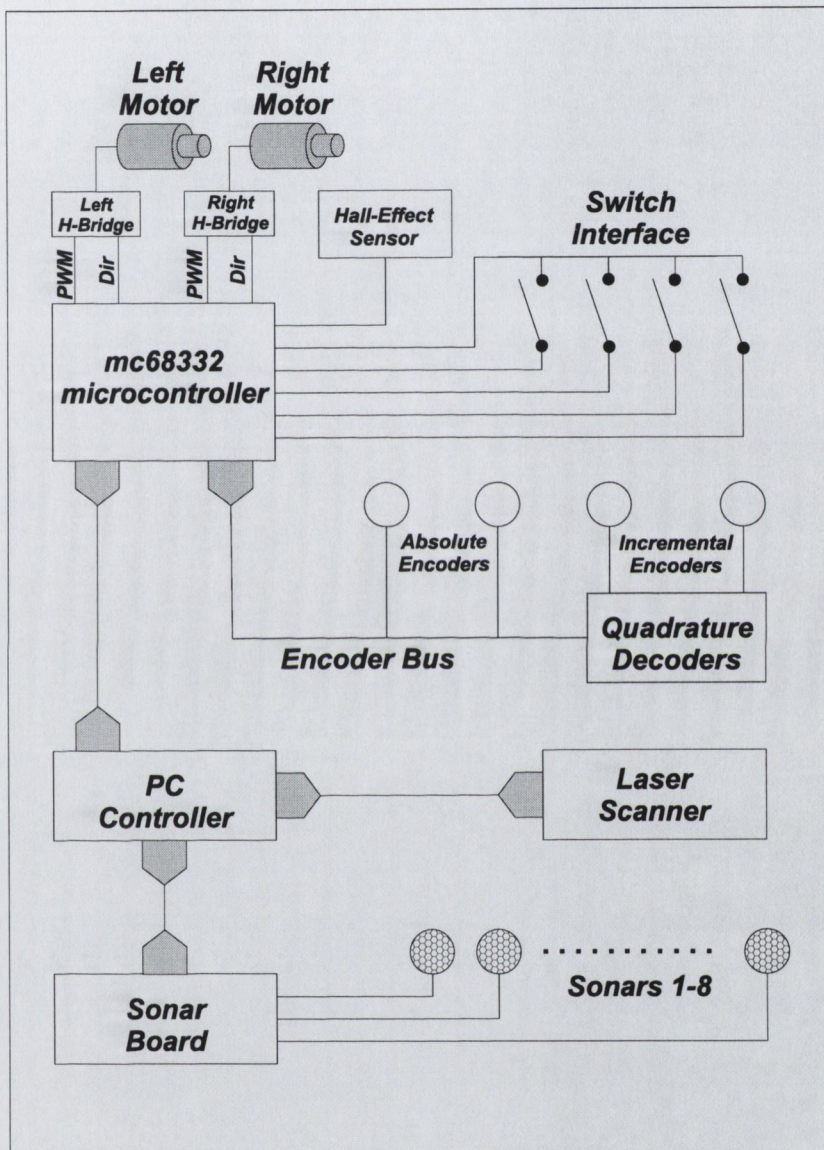 Left
Motor
Right
Motor
Left
H-Bridge
Right
H-Bridge
Hall-Effect
Sensor
Switch
Interface
PWM
Dir
PWM
Dir
mc68332
microcontroller
Absolute
Encoders
Incremental
Encoders
Quadrature
Decoders
Encoder Bus
PC
Controller
Laser
Scanner
Sonars 1-8
Sonar
Board